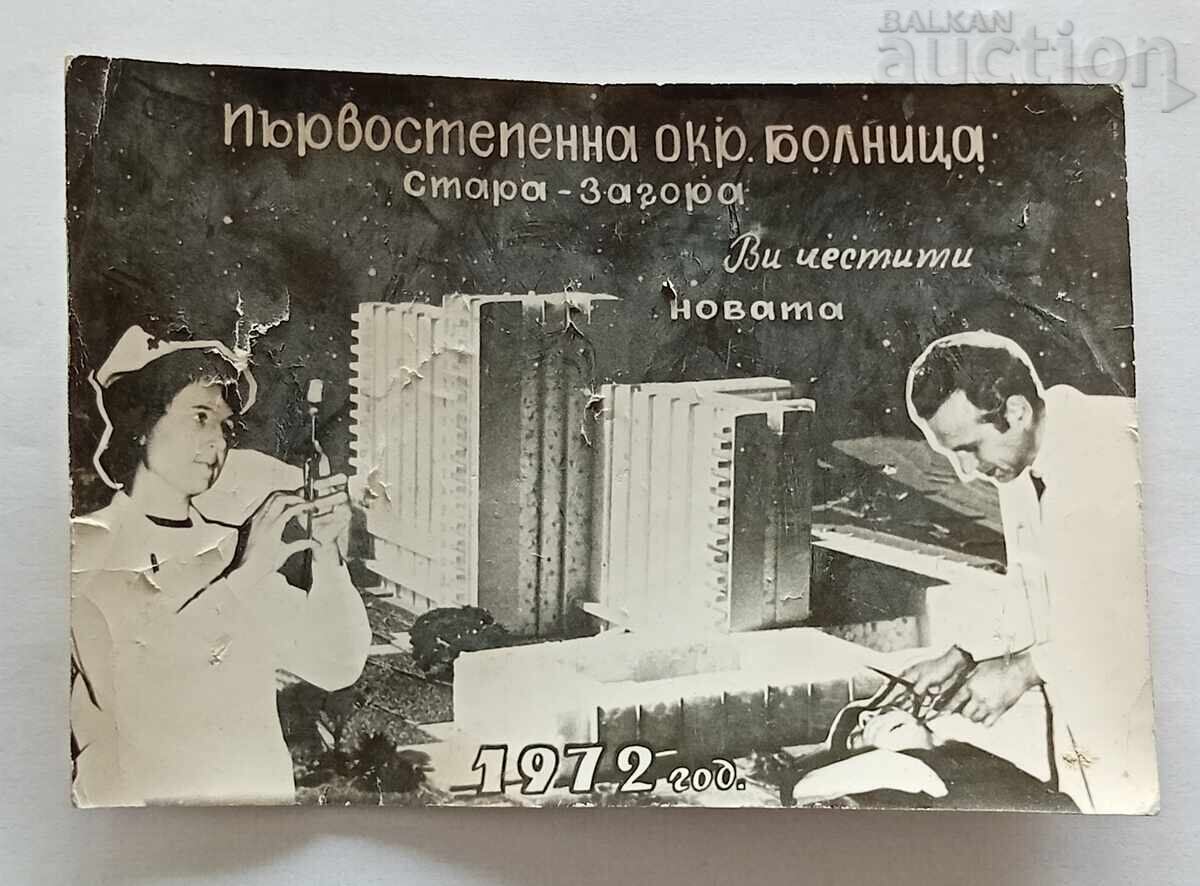 BALKAN
auction
Първостепенна окр. болница
Стара - Загора
Ви честити
новата
1972 год.